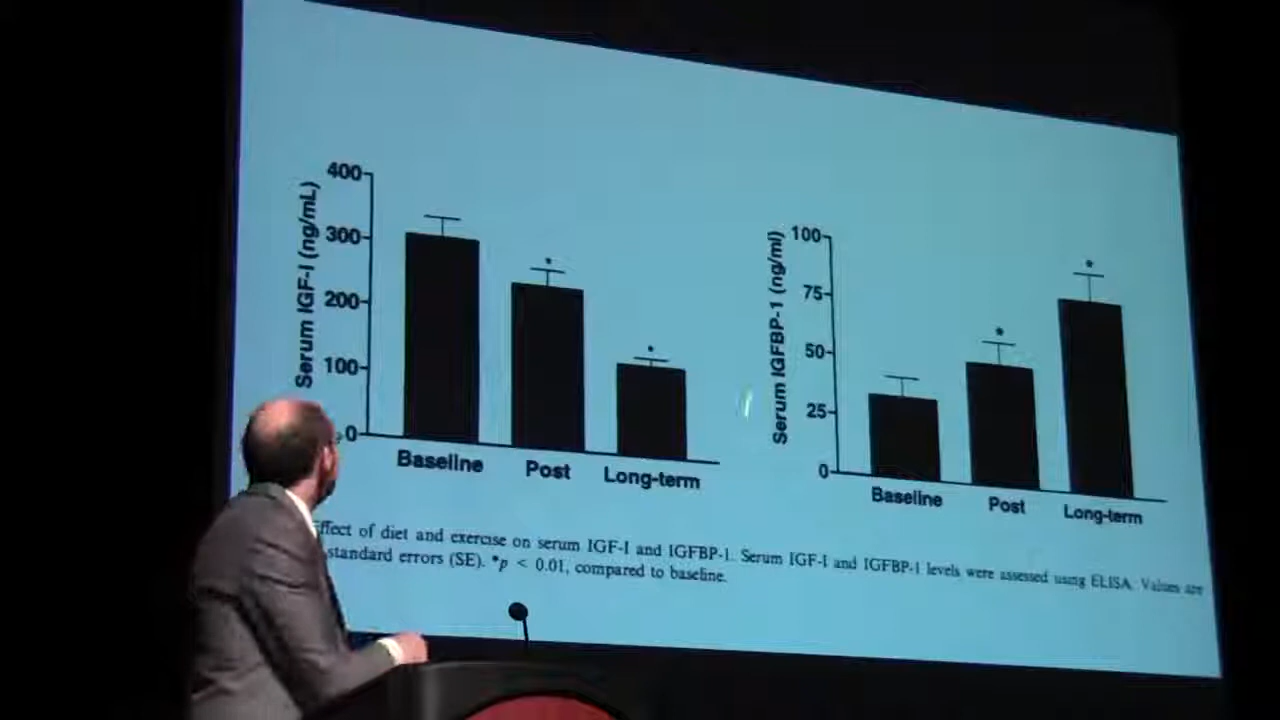 400
300
200
100
0
Serum IGF-I (ng/mL)
*
*
Baseline
Post
Long-term
100
75
50
25
0
Serum IGFBP-1 (ng/ml)
*
*
Baseline
Post
Long-term
Effect of diet and exercise on serum IGF-I and IGFBP-1. Serum IGF-I and IGFBP-1 levels were assessed using ELISA. Values are
standard errors (SE). *p < 0.01, compared to baseline.